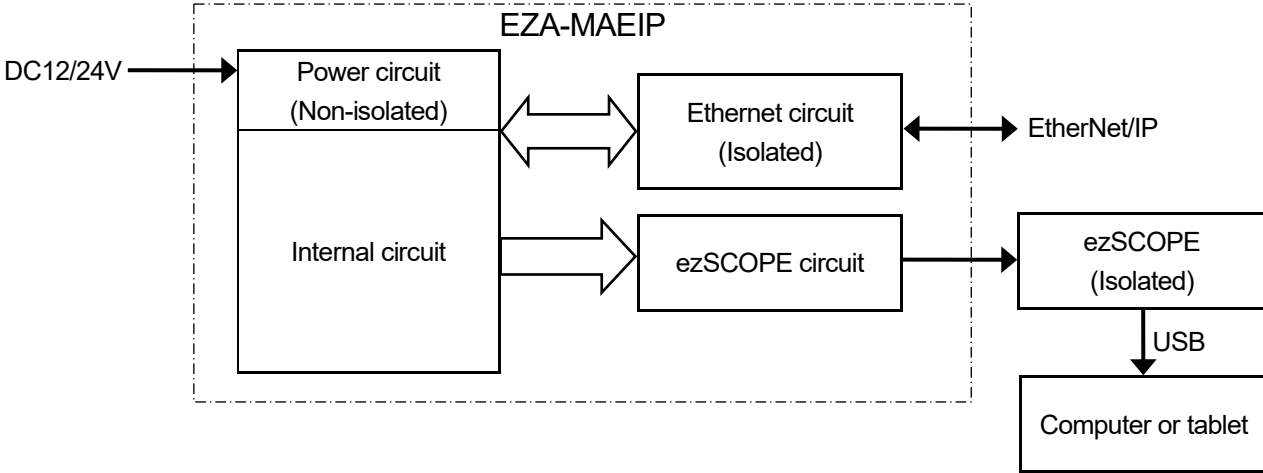 EZA-MAEIP
DC12/24V
Power circuit
(Non-isolated)
Ethernet circuit
(Isolated)
EtherNet/IP
Internal circuit
ezSCOPE circuit
ezSCOPE
(Isolated)
USB
Computer or tablet